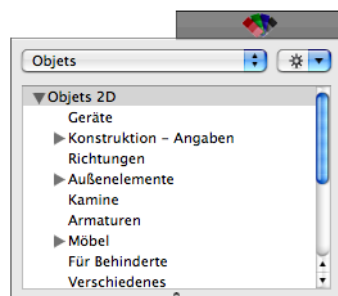 Objets
Objets 2D
Geräte
Konstruktion – Angaben
Richtungen
Außenelemente
Kamine
Armaturen
Möbel
Für Behinderte
Verschiedenes